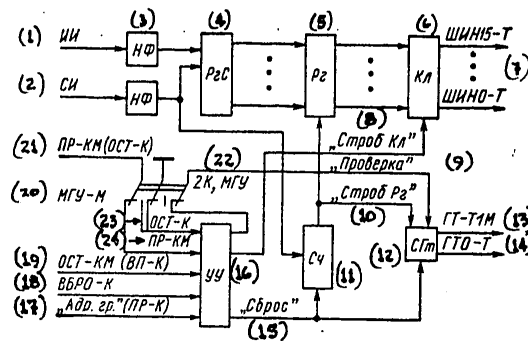 (3) (4) (5) (6)
(1) ИИ НФ РгС Рг Кл ШИН15-Т
(7)
(2) СИ НФ ШИН0-Т
(8)
(21) ПР-КМ(ОСТ-К) (22) „Строб Кл" (9)
„Проверка"
(20) МГУ-М 2К, МГУ „Строб Рг"
(23) ОСТ-К (10) ГТ-Т1М (13)
(24) ПР-КМ (12) СГт ГТ0-Т (14)
(19) ОСТ-КМ (ВП-К) УУ (16) Сч (11)
(18) ВБРО-К
(17) „Адр. гр."(ПР-К) „Сброс"
(15)